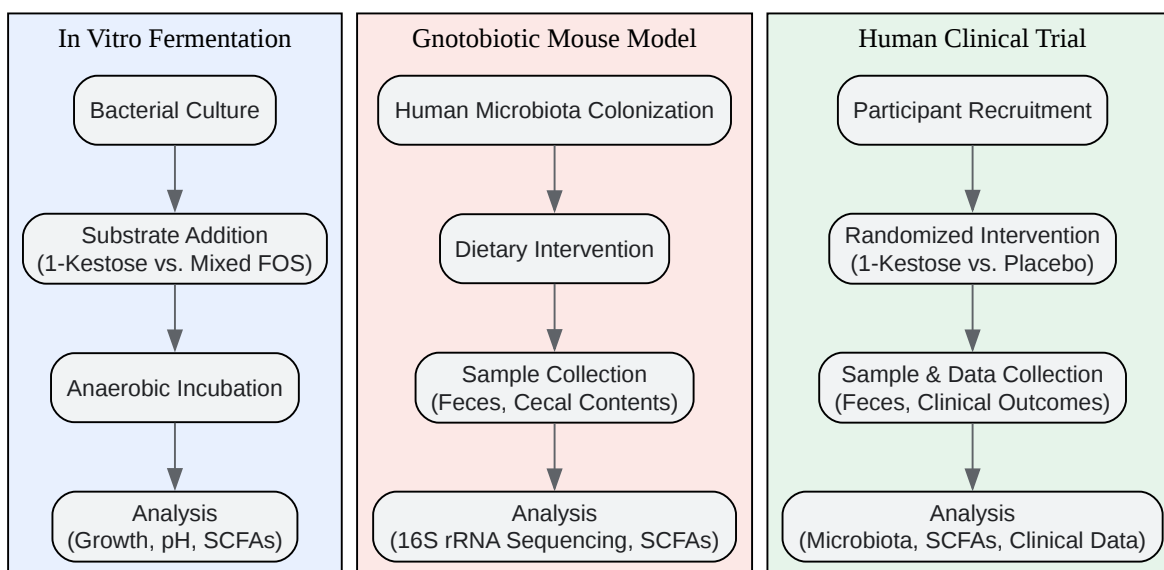 In Vitro Fermentation
Bacterial Culture
Substrate Addition
(1-Kestose vs. Mixed FOS)
Anaerobic Incubation
Analysis
(Growth, pH, SCFAs)
Gnotobiotic Mouse Model
Human Microbiota Colonization
Dietary Intervention
Sample Collection
(Feces, Cecal Contents)
Analysis
(16S rRNA Sequencing, SCFAs)
Human Clinical Trial
Participant Recruitment
Randomized Intervention
(1-Kestose vs. Placebo)
Sample & Data Collection
(Feces, Clinical Outcomes)
Analysis
(Microbiota, SCFAs, Clinical Data)